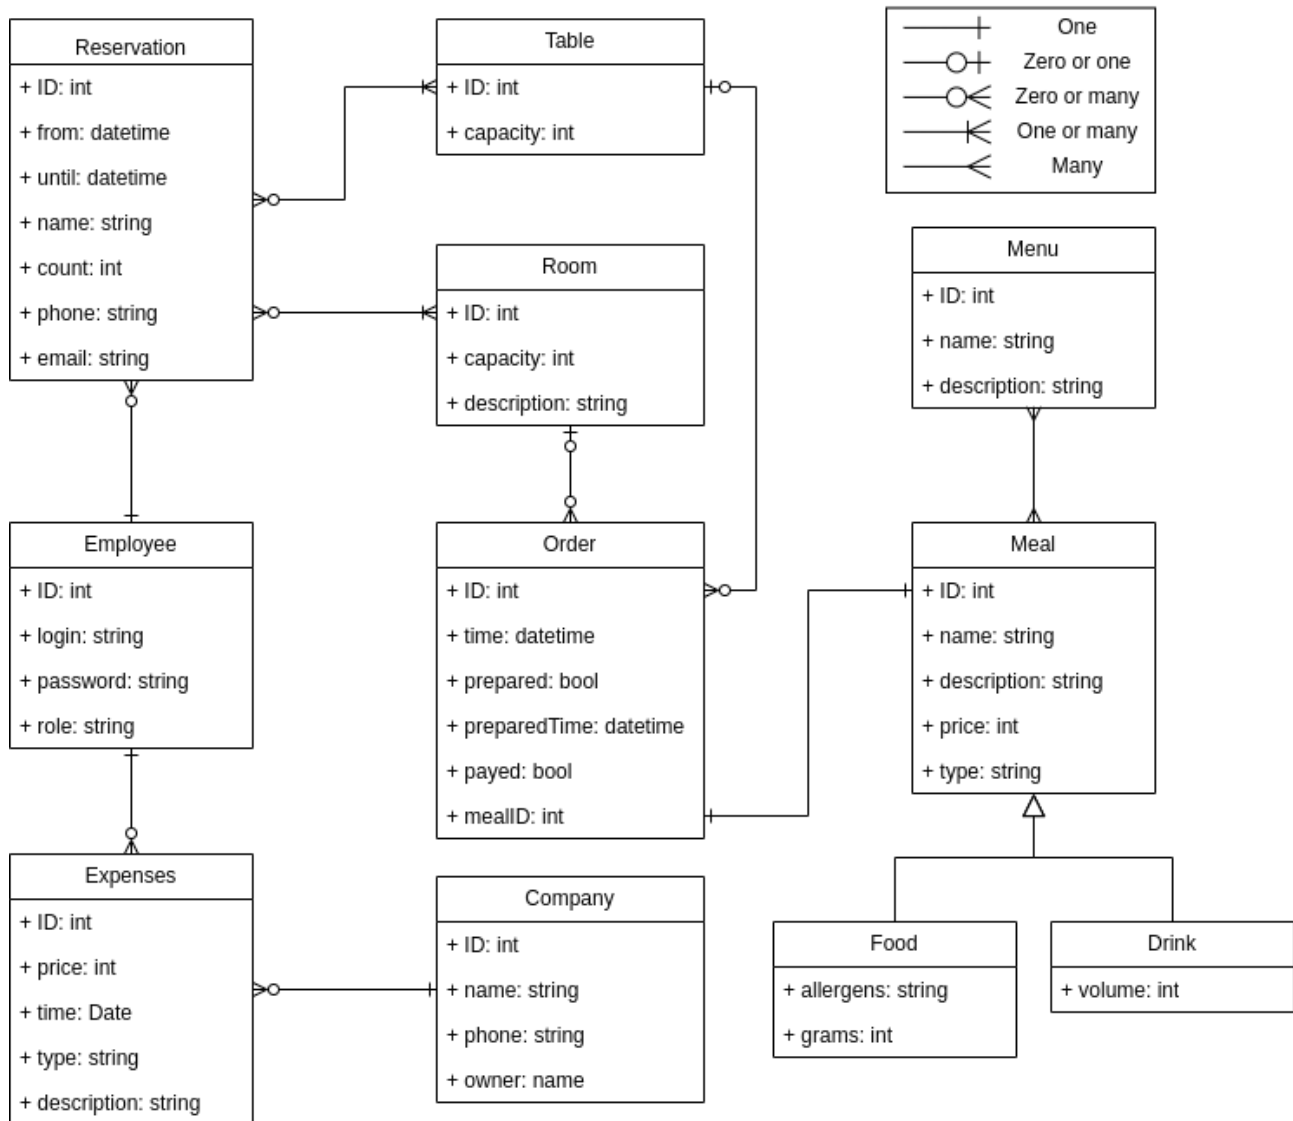 Reservation
+ ID: int
+ from: datetime
+ until: datetime
+ name: string
+ count: int
+ phone: string
+ email: string
Table
+ ID: int
+ capacity: int
One
Zero or one
Zero or many
One or many
Many
Room
+ ID: int
+ capacity: int
+ description: string
Menu
+ ID: int
+ name: string
+ description: string
Employee
+ ID: int
+ login: string
+ password: string
+ role: string
Order
+ ID: int
+ time: datetime
+ prepared: bool
+ preparedTime: datetime
+ payed: bool
+ mealID: int
Meal
+ ID: int
+ name: string
+ description: string
+ price: int
+ type: string
Expenses
+ ID: int
+ price: int
+ time: Date
+ type: string
+ description: string
Company
+ ID: int
+ name: string
+ phone: string
+ owner: name
Food
+ allergens: string
+ grams: int
Drink
+ volume: int